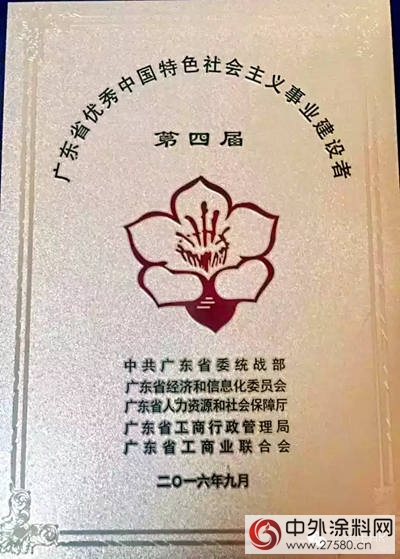 广东省优秀中国特色社会主义事业建设者
第四届
中共广东省委统战部
广东省经济和信息化委员会
广东省人力资源和社会保障厅
广东省工商行政管理局
广东省工商业联合会
二〇一六年九月
中外涂料网
www.27580.cn